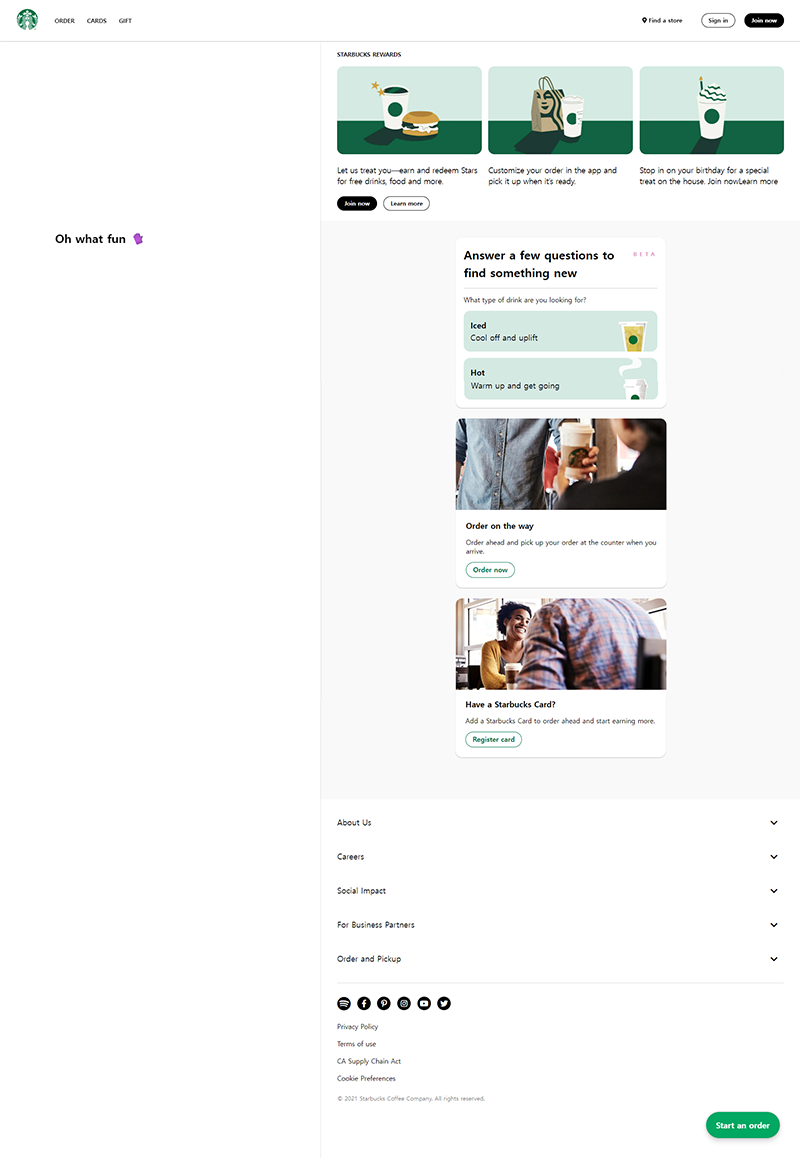 ORDER CARDS GIFT Find a store Sign in Join now
Oh what fun
STARBUCKS REWARDS
Let us treat you—earn and redeem Stars
for free drinks, food and more.
Customize your order in the app and
pick it up when it's ready.
Stop in on your birthday for a special
treat on the house. Join nowLearn more
Join now Learn more
Answer a few questions to
find something new
BETA
What type of drink are you looking for?
Iced
Cool off and uplift
Hot
Warm up and get going
Order on the way
Order ahead and pick up your order at the counter when you
arrive.
Order now
Have a Starbucks Card?
Add a Starbucks Card to order ahead and start earning more.
Register card
About Us
Careers
Social Impact
For Business Partners
Order and Pickup
Privacy Policy
Terms of use
CA Supply Chain Act
Cookie Preferences
© 2021 Starbucks Coffee Company. All rights reserved.
Start an order